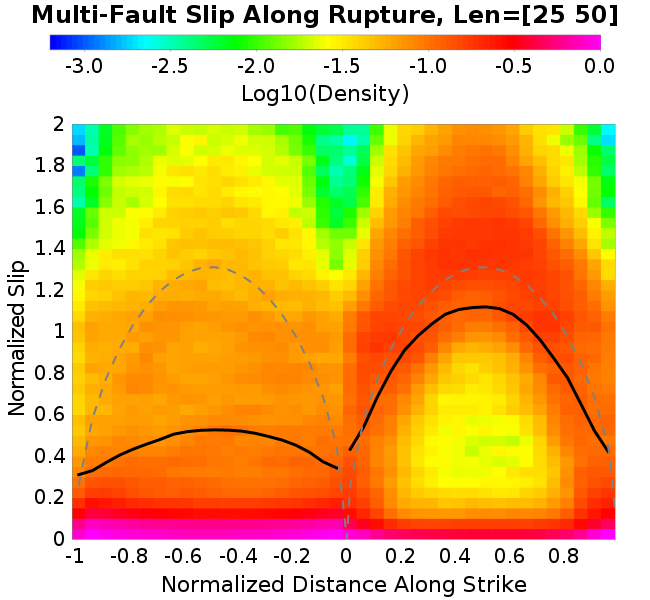 Multi-Fault Slip Along Rupture, Len=[25 50]
-3.0 -2.5 -2.0 -1.5 -1.0 -0.5 0.0
Log10(Density)
Normalized Slip
2
1.8
1.6
1.4
1.2
1
0.8
0.6
0.4
0.2
0
-1 -0.8 -0.6 -0.4 -0.2 0 0.2 0.4 0.6 0.8
Normalized Distance Along Strike